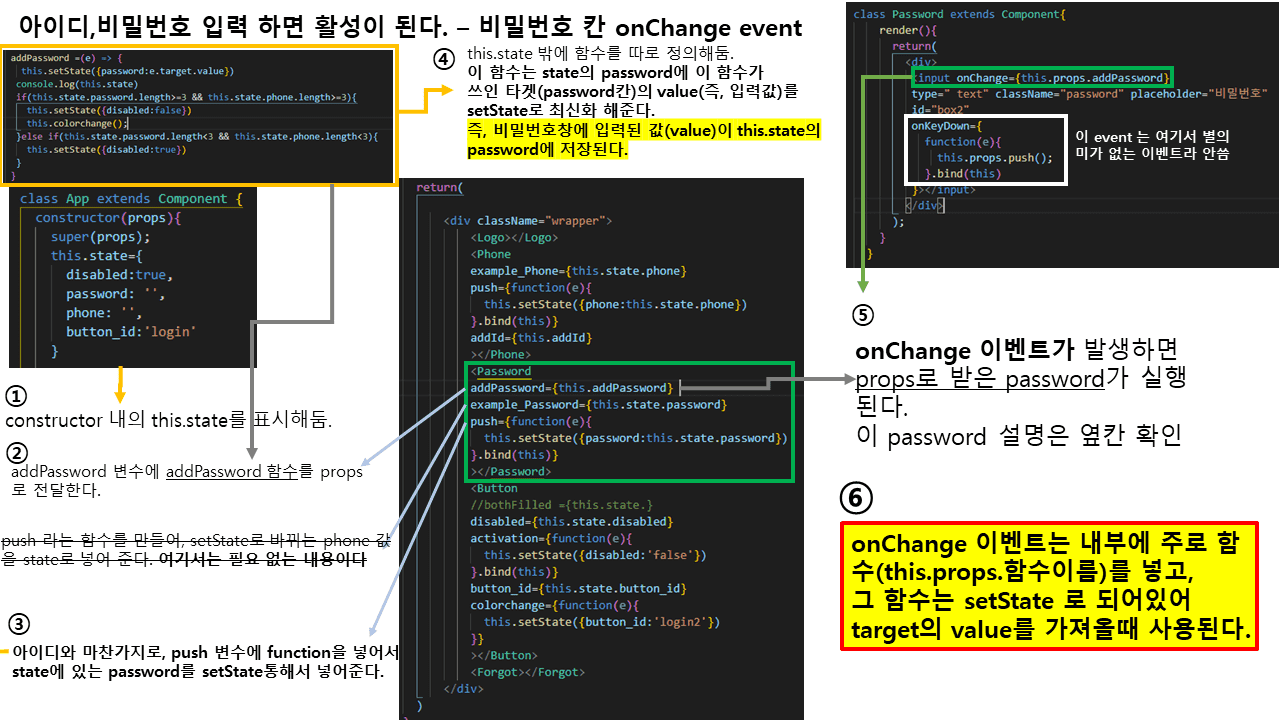 아이디,비밀번호 입력 하면 활성이 된다. – 비밀번호 칸 onChange event
addPassword =(e) => {
this.setState({password:e.target.value})
console.log(this.state)
if(this.state.password.length>=3 && this.state.phone.length>=3){
this.setState({disabled:false})
this.colorchange();
}else if(this.state.password.length<3 && this.state.phone.length<3){
this.setState({disabled:true})
}
}
④
this.state 밖에 함수를 따로 정의해둠.
이 함수는 state의 password에 이 함수가
쓰인 타겟(password칸)의 value(즉, 입력값)를
setState로 최신화 해준다.
즉, 비밀번호창에 입력된 값(value)이 this.state의
password에 저장된다.
class App extends Component {
constructor(props){
super(props);
this.state={
disabled:true,
password: '',
phone: '',
button_id:'login'
}
①
constructor 내의 this.state를 표시해둠.
②
addPassword 변수에 addPassword 함수를 props
로 전달한다.
push 라는 함수를 만들어, setState로 바뀌는 phone 값
을 state로 넣어 준다. 여기서는 필요 없는 내용이다
③
아이디와 마찬가지로, push 변수에 function을 넣어서
state에 있는 password를 setState통해서 넣어준다.
return(
<div className="wrapper">
<Logo></Logo>
<Phone
example_Phone={this.state.phone}
push={function(e){
this.setState({phone:this.state.phone})
}.bind(this)}
addId={this.addId}
></Phone>
<Password
addPassword={this.addPassword}
example_Password={this.state.password}
push={function(e){
this.setState({password:this.state.password})
}.bind(this)}
></Password>
<Button
//bothFilled ={this.state.}
disabled={this.state.disabled}
activation={function(e){
this.setState({disabled:'false'})
}.bind(this)}
button_id={this.state.button_id}
colorchange={function(e){
this.setState({button_id:'login2'})
}}
></Button>
<Forgot></Forgot>
</div>
)
class Password extends Component{
render(){
return(
<div>
<input onChange={this.props.addPassword}
type=" text" className="password" placeholder="비밀번호"
id="box2"
onKeyDown={
function(e){
this.props.push();
}.bind(this)
}></input>
</div>
);
}
}
이 event 는 여기서 별의
미가 없는 이벤트라 안씀
⑤
onChange 이벤트가 발생하면
props로 받은 password가 실행
된다.
이 password 설명은 옆칸 확인
⑥
onChange 이벤트는 내부에 주로 함
수(this.props.함수이름)를 넣고,
그 함수는 setState 로 되어있어
target의 value를 가져올때 사용된다.